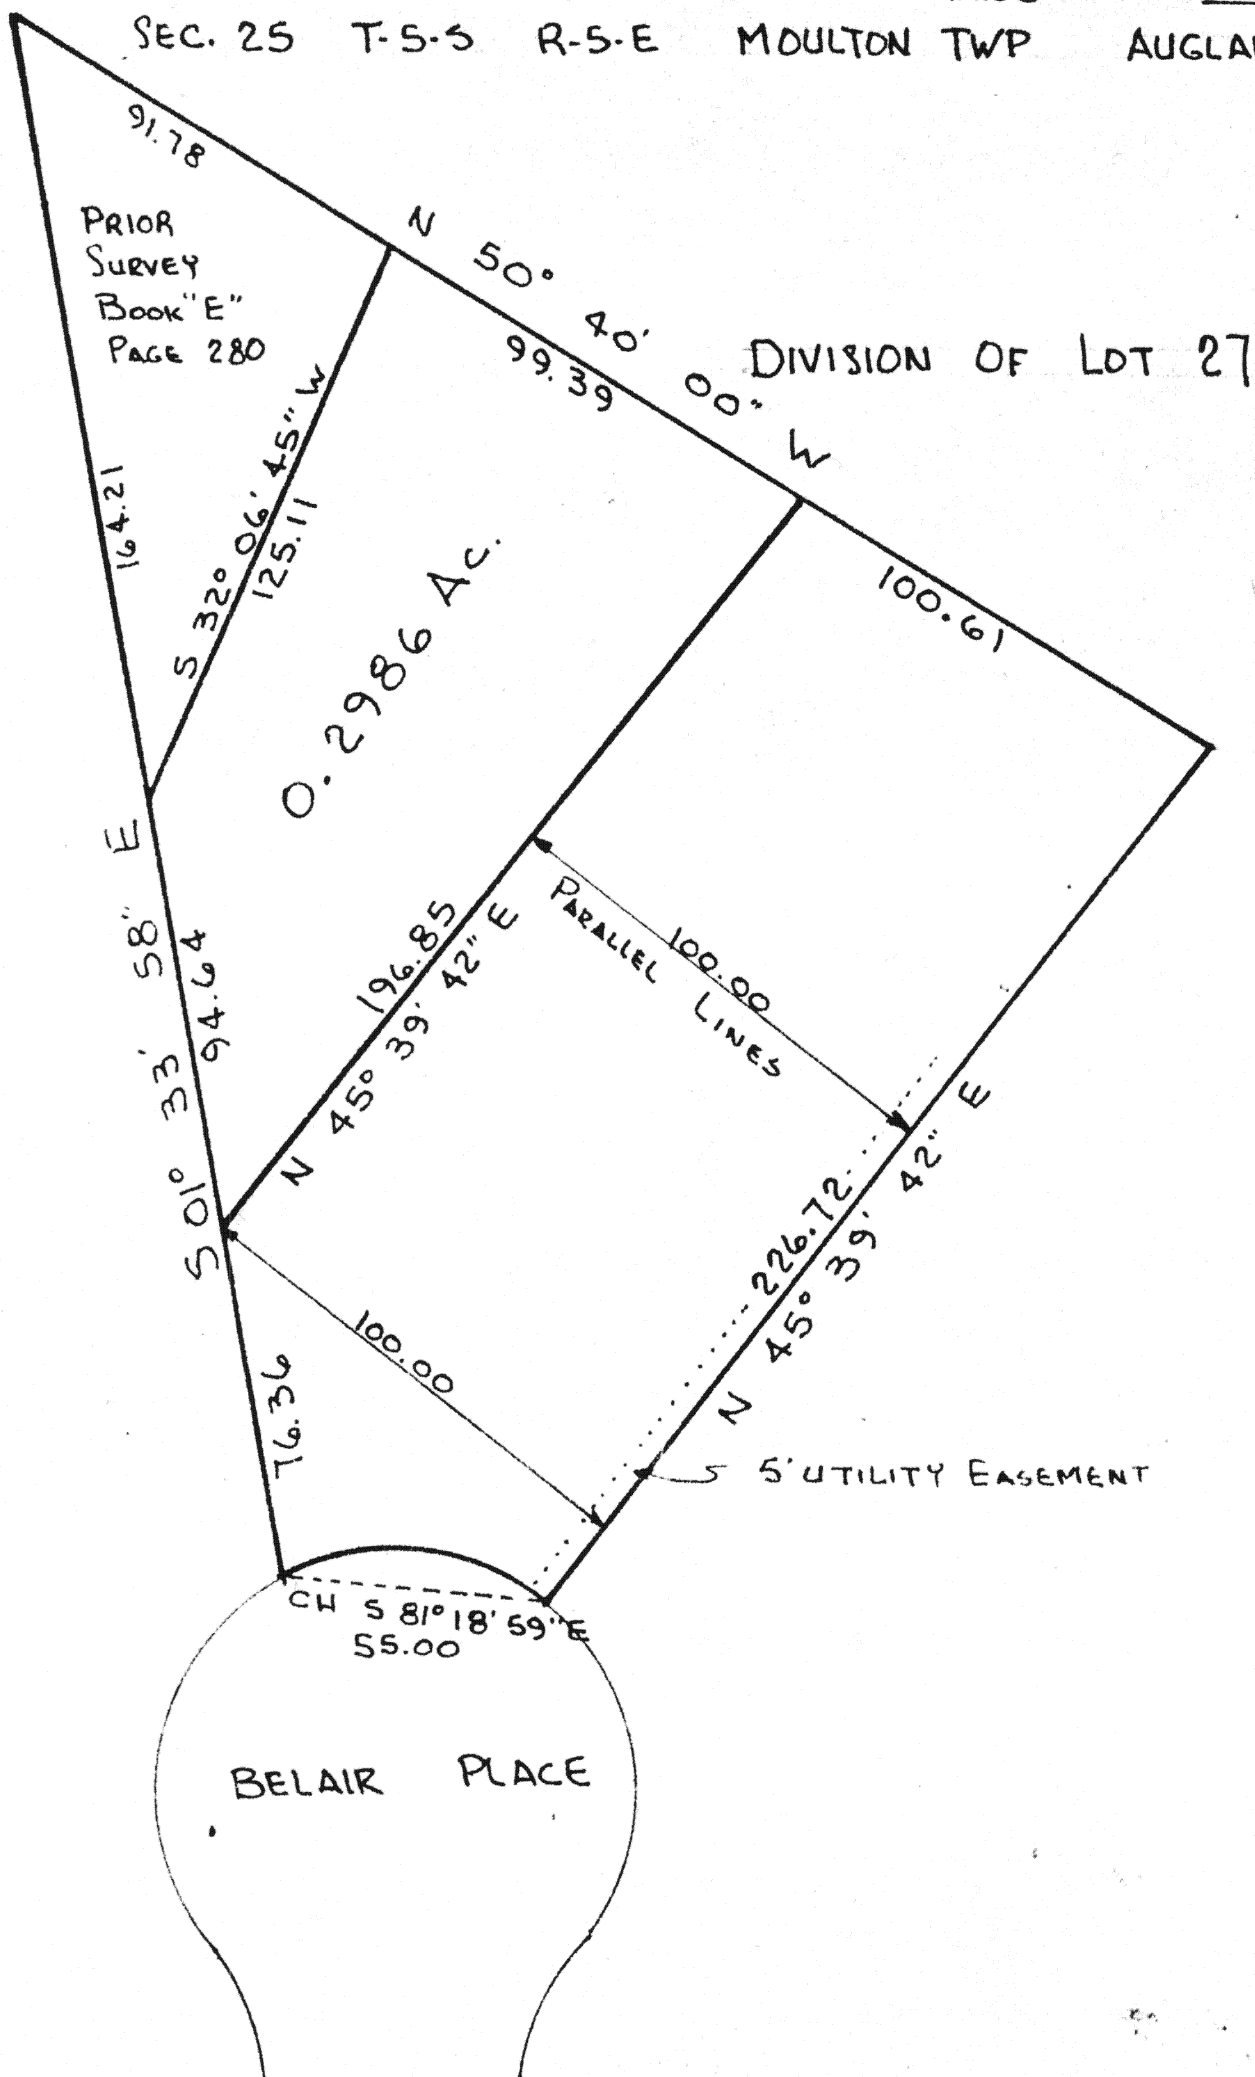 SEC. 25 T-5-S R-5-E MOULTON TWP AUGLA
91.78
PRIOR
SURVEY
BOOK "E"
PAGE 280
N 50° 40' 00" W
99.39
DIVISION OF LOT 27
164.21
S 32° 06' 45" W
125.11
0.2986 Ac.
100.61
S 01° 33' 58" E
94.64
196.85
N 45° 39' 42" E
PARALLEL LINES
100.00
226.72
N 45° 39' 42" E
100.00
76.36
5' UTILITY EASEMENT
CH S 81° 18' 59" E
55.00
BELAIR PLACE